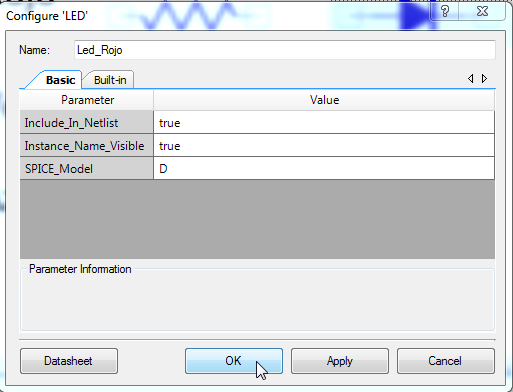 Configure 'LED'
Name: Led_Rojo
Basic Built-in
Parameter Value
Include_In_Netlist true
Instance_Name_Visible true
SPICE_Model D
Parameter Information
Datasheet OK Apply Cancel